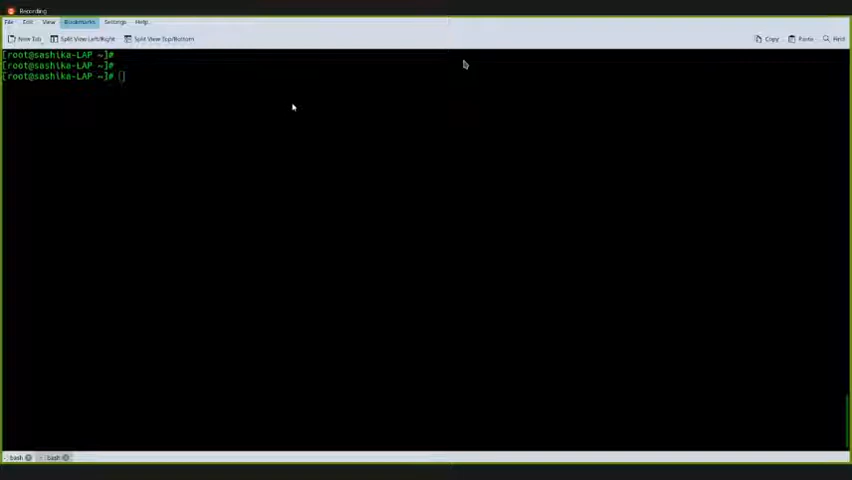 Recording
File Edit View Bookmarks Settings Help
New Tab Split View Left/Right Split View Top/Bottom Copy Paste Find
[root@sashika-LAP ~]#
[root@sashika-LAP ~]#
[root@sashika-LAP ~]#
bash bash